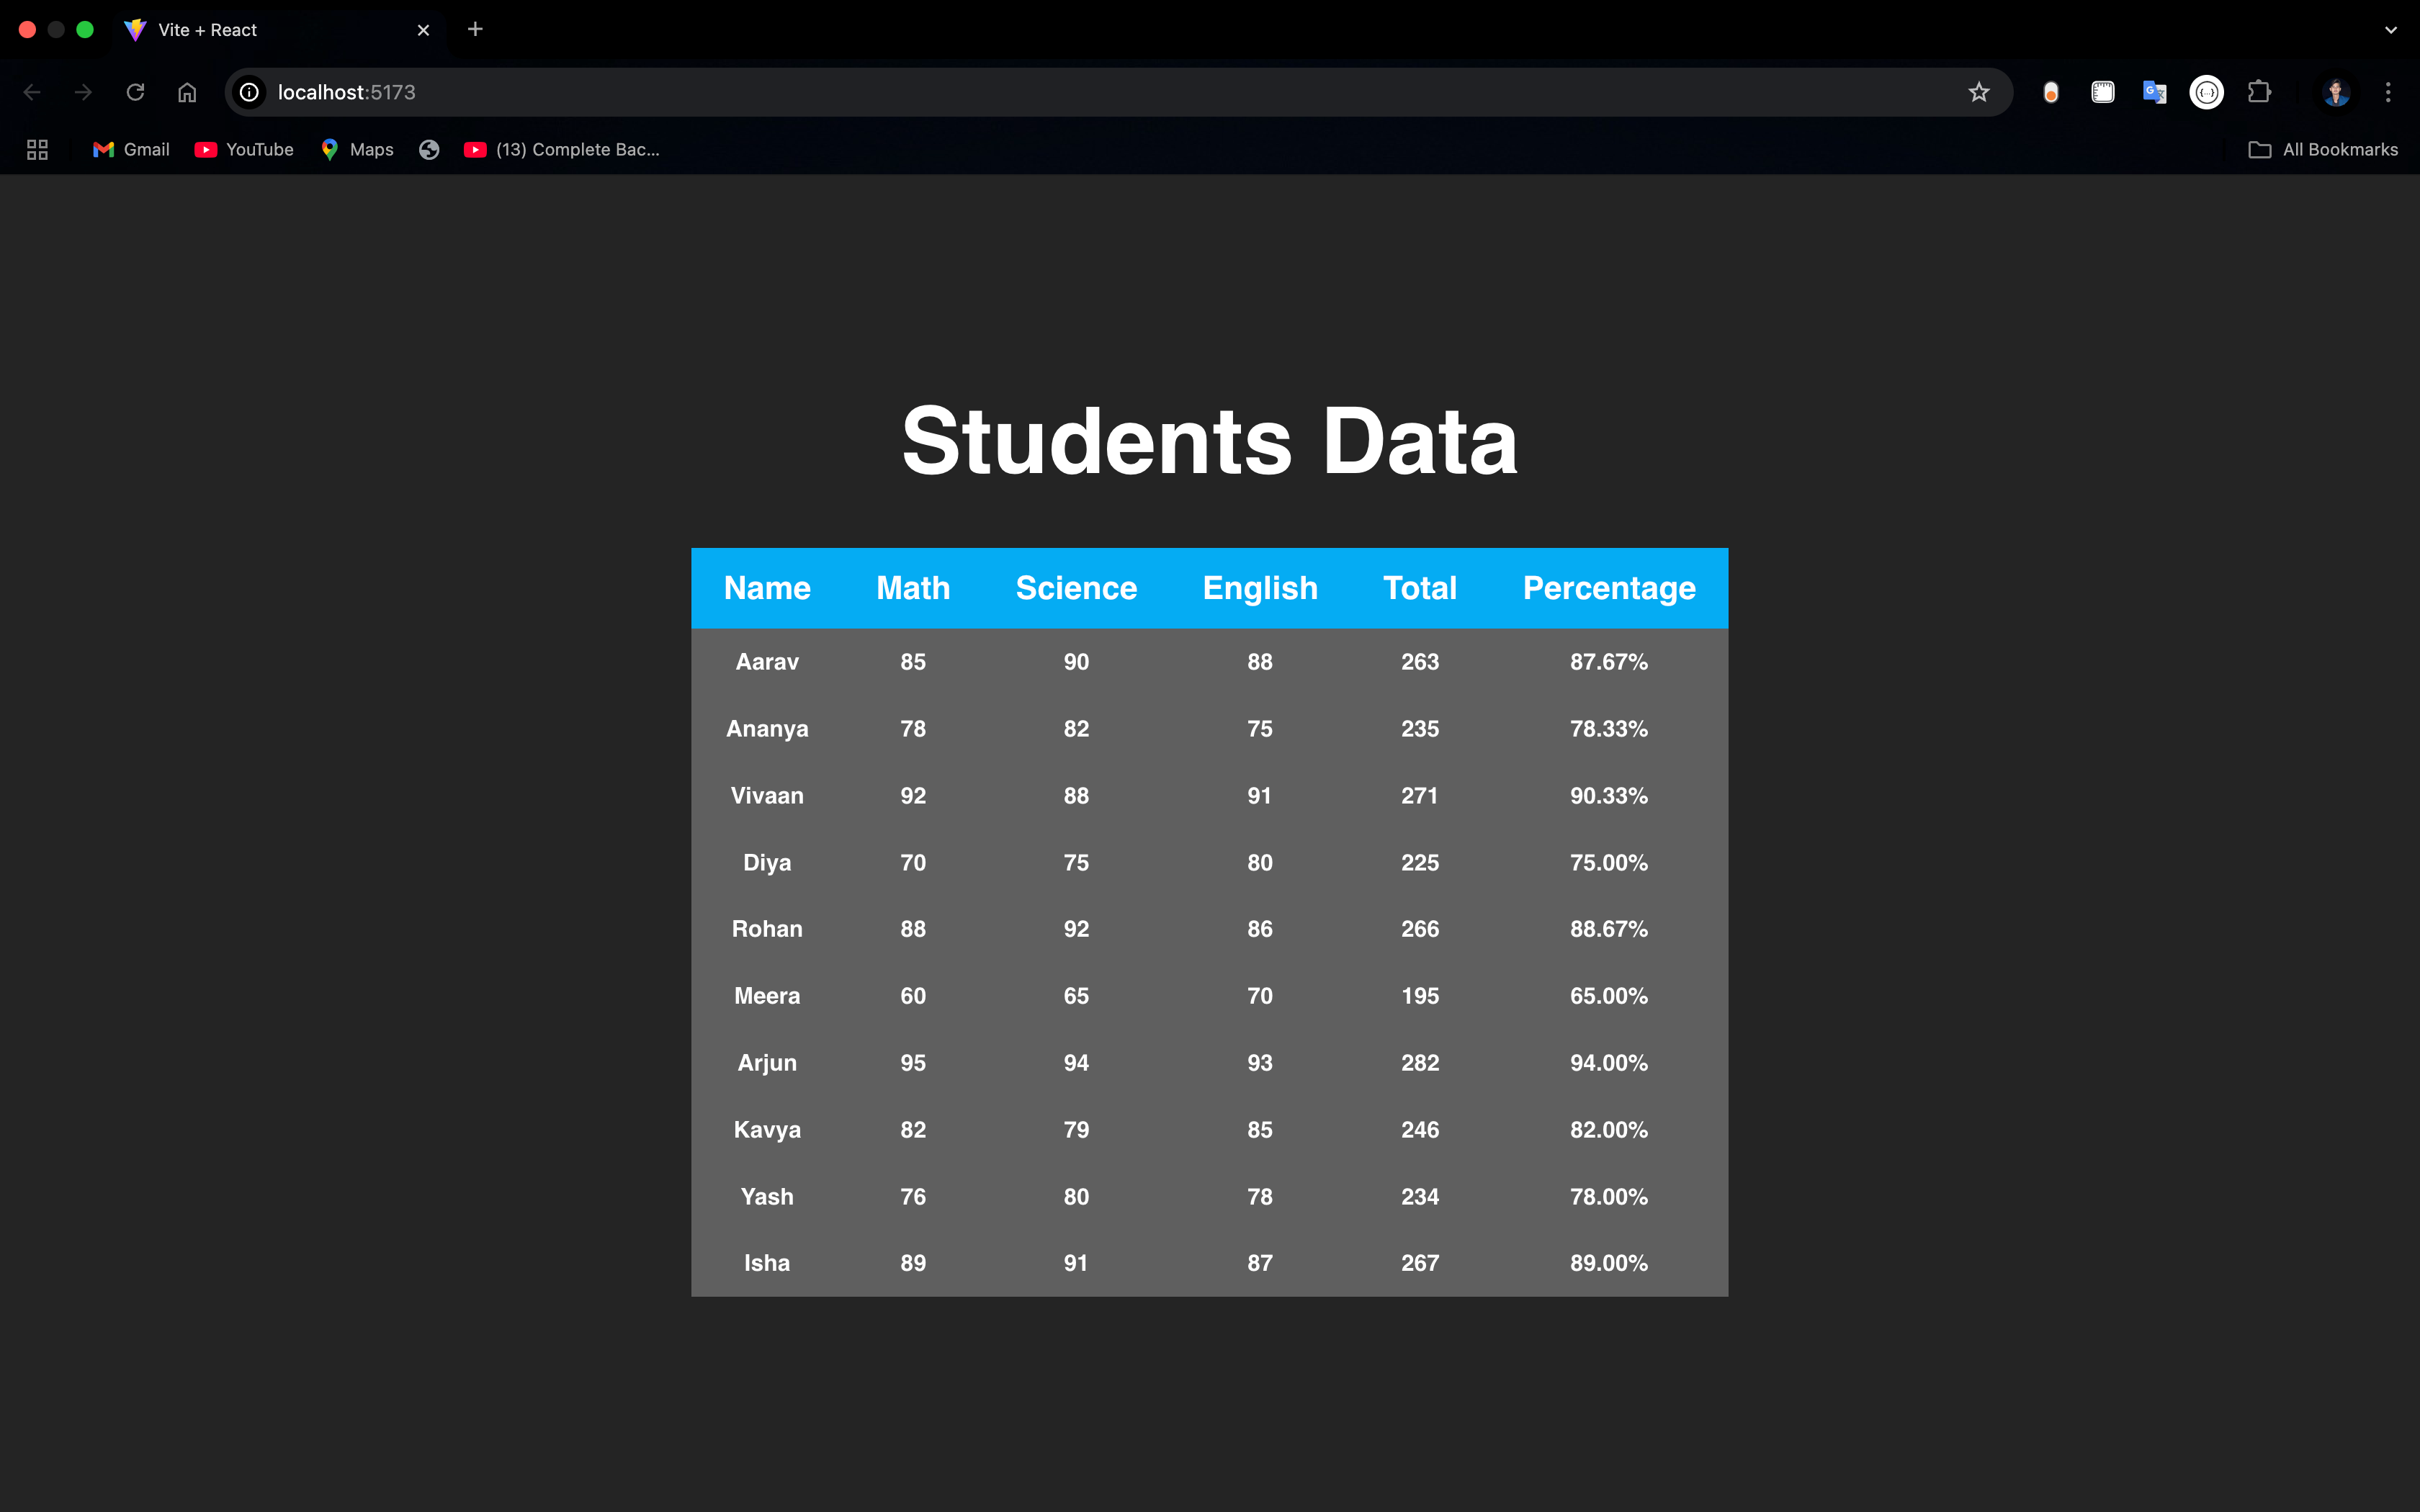 Vite + React
localhost:5173
Gmail YouTube Maps (13) Complete Bac... All Bookmarks
Students Data
Name Math Science English Total Percentage
Aarav 85 90 88 263 87.67%
Ananya 78 82 75 235 78.33%
Vivaan 92 88 91 271 90.33%
Diya 70 75 80 225 75.00%
Rohan 88 92 86 266 88.67%
Meera 60 65 70 195 65.00%
Arjun 95 94 93 282 94.00%
Kavya 82 79 85 246 82.00%
Yash 76 80 78 234 78.00%
Isha 89 91 87 267 89.00%